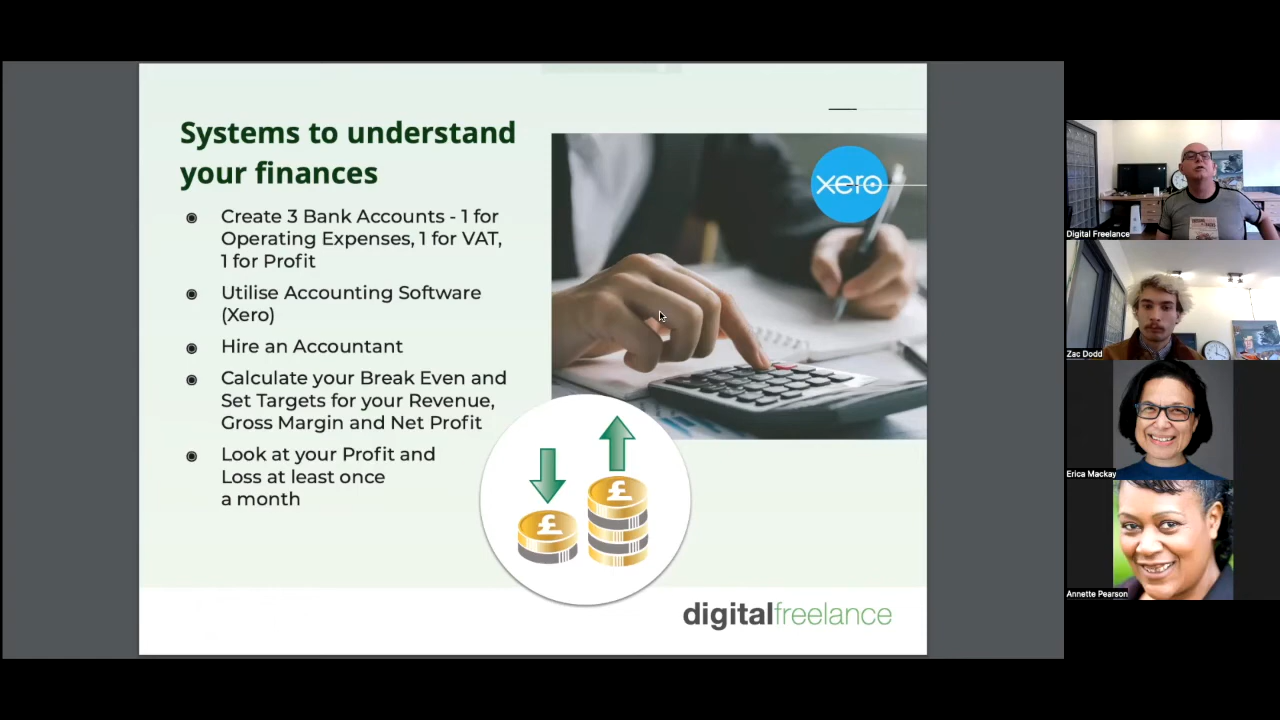 Systems to understand
your finances
Create 3 Bank Accounts - 1 for
Operating Expenses, 1 for VAT,
1 for Profit
Utilise Accounting Software
(Xero)
Hire an Accountant
Calculate your Break Even and
Set Targets for your Revenue,
Gross Margin and Net Profit
Look at your Profit and
Loss at least once
a month
xero
£
£
digitalfreelance
Digital Freelance
Zac Dodd
Erica Mackay
Annette Pearson